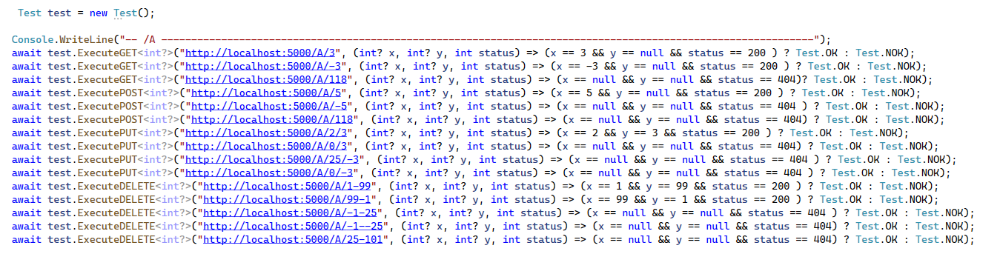 Test test = new Test();
Console.WriteLine("-- /A -------------------------------------------------------------------------------------------------------------");
await test.ExecuteGET<int?>("http://localhost:5000/A/3", (int? x, int? y, int status) => (x == 3 && y == null && status == 200 ) ? Test.OK : Test.NOK);
await test.ExecuteGET<int?>("http://localhost:5000/A/-3", (int? x, int? y, int status) => (x == -3 && y == null && status == 200 ) ? Test.OK : Test.NOK);
await test.ExecuteGET<int?>("http://localhost:5000/A/118", (int? x, int? y, int status) => (x == null && y == null && status == 404)? Test.OK : Test.NOK);
await test.ExecutePOST<int?>("http://localhost:5000/A/5", (int? x, int? y, int status) => (x == 5 && y == null && status == 200 ) ? Test.OK : Test.NOK);
await test.ExecutePOST<int?>("http://localhost:5000/A/-5", (int? x, int? y, int status) => (x == null && y == null && status == 404 ) ? Test.OK : Test.NOK);
await test.ExecutePOST<int?>("http://localhost:5000/A/118", (int? x, int? y, int status) => (x == null && y == null && status == 404) ? Test.OK : Test.NOK);
await test.ExecutePUT<int?>("http://localhost:5000/A/2/3", (int? x, int? y, int status) => (x == 2 && y == 3 && status == 200 ) ? Test.OK : Test.NOK);
await test.ExecutePUT<int?>("http://localhost:5000/A/0/3", (int? x, int? y, int status) => (x == null && y == null && status == 404) ? Test.OK : Test.NOK);
await test.ExecutePUT<int?>("http://localhost:5000/A/25/-3", (int? x, int? y, int status) => (x == null && y == null && status == 404 ) ? Test.OK : Test.NOK);
await test.ExecutePUT<int?>("http://localhost:5000/A/0/-3", (int? x, int? y, int status) => (x == null && y == null && status == 404 ) ? Test.OK : Test.NOK);
await test.ExecuteDELETE<int?>("http://localhost:5000/A/1-99", (int? x, int? y, int status) => (x == 1 && y == 99 && status == 200 ) ? Test.OK : Test.NOK);
await test.ExecuteDELETE<int?>("http://localhost:5000/A/99-1", (int? x, int? y, int status) => (x == 99 && y == 1 && status == 200 ) ? Test.OK : Test.NOK);
await test.ExecuteDELETE<int?>("http://localhost:5000/A/-1-25", (int? x, int? y, int status) => (x == null && y == null && status == 404 ) ? Test.OK : Test.NOK);
await test.ExecuteDELETE<int?>("http://localhost:5000/A/-1--25", (int? x, int? y, int status) => (x == null && y == null && status == 404) ? Test.OK : Test.NOK);
await test.ExecuteDELETE<int?>("http://localhost:5000/A/25-101", (int? x, int? y, int status) => (x == null && y == null && status == 404) ? Test.OK : Test.NOK);